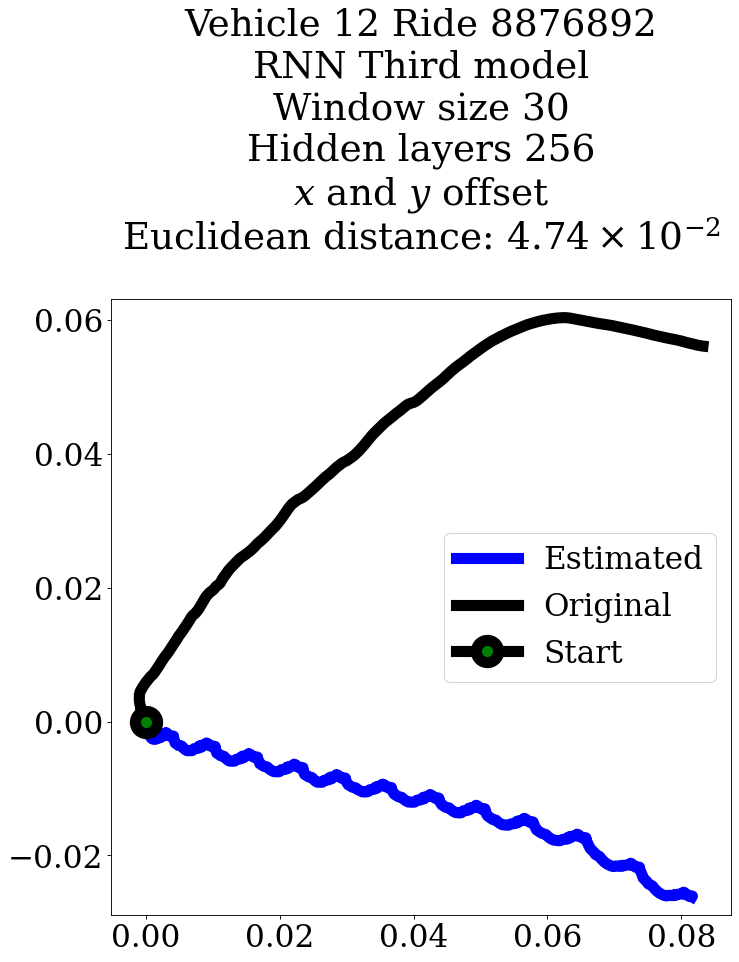 Vehicle 12 Ride 8876892
RNN Third model
Window size 30
Hidden layers 256
x and y offset
Euclidean distance: 4.74 × 10⁻²
0.06
0.04
0.02
0.00
−0.02
Estimated
Original
Start
0.00 0.02 0.04 0.06 0.08